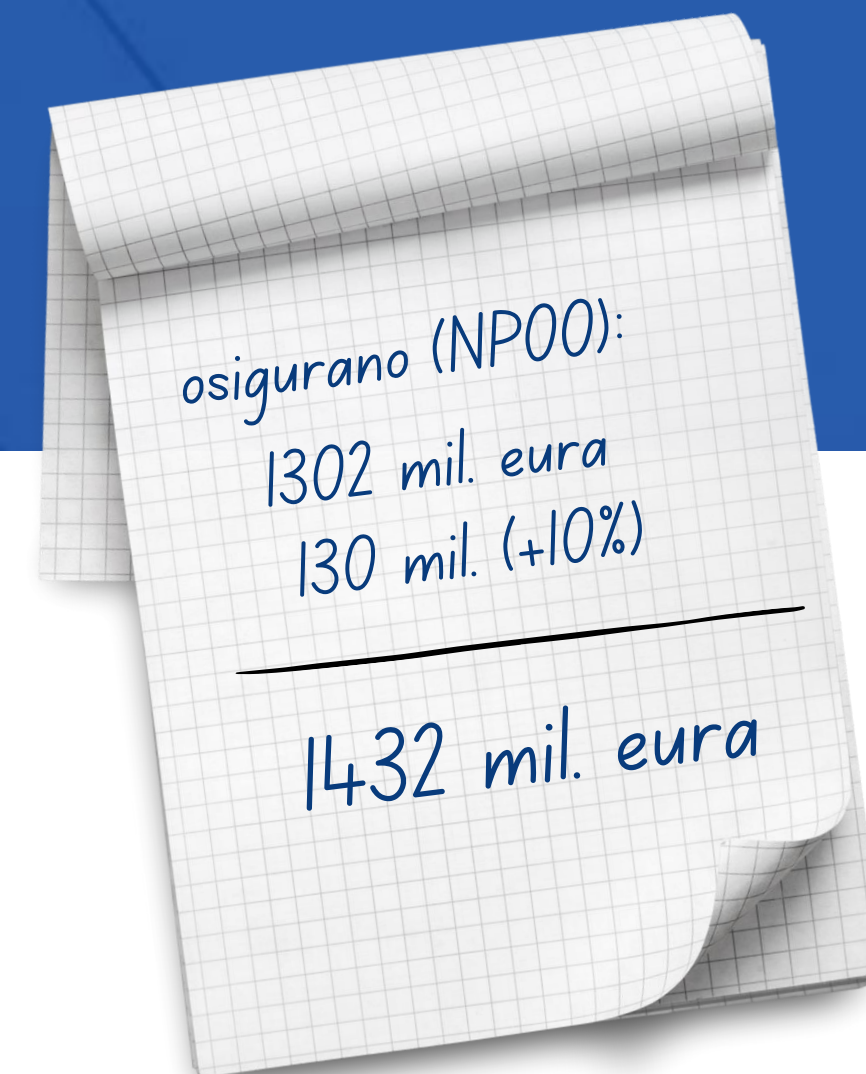 osigurano (NPOO):
1302 mil. eura
130 mil. (+10%)
1432 mil. eura